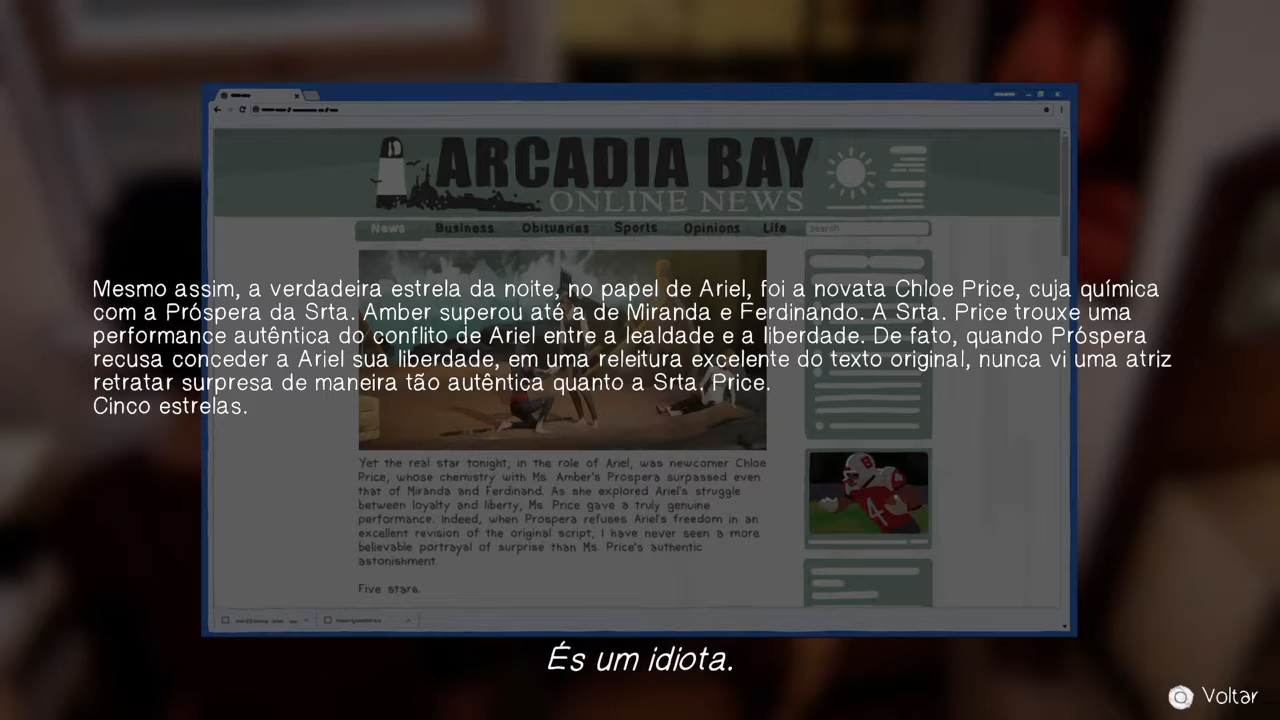 ARCADIA BAY
ONLINE NEWS
News Business Obituaries Sports Opinions Life Search
Mesmo assim, a verdadeira estrela da noite, no papel de Ariel, foi a novata Chloe Price, cuja química
com a Próspera da Srta. Amber superou até a de Miranda e Ferdinando. A Srta. Price trouxe uma
performance autêntica do conflito de Ariel entre a lealdade e a liberdade. De fato, quando Próspera
recusa conceder a Ariel sua liberdade, em uma releitura excelente do texto original, nunca vi uma atriz
retratar surpresa de maneira tão autêntica quanto a Srta. Price.
Cinco estrelas.
Yet the real star tonight, in the role of Ariel, was newcomer Chloe
Price, whose chemistry with Ms. Amber's Prospera surpassed even
that of Miranda and Ferdinand. As she explored Ariel's struggle
between loyalty and liberty, Ms. Price gave a truly genuine
performance. Indeed, when Prospera refuses Ariel's freedom in an
excellent revision of the original script, I have never seen a more
believable portrayal of surprise than Ms. Price's authentic
astonishment.
Five stars.
B
4
És um idiota.
Voltar